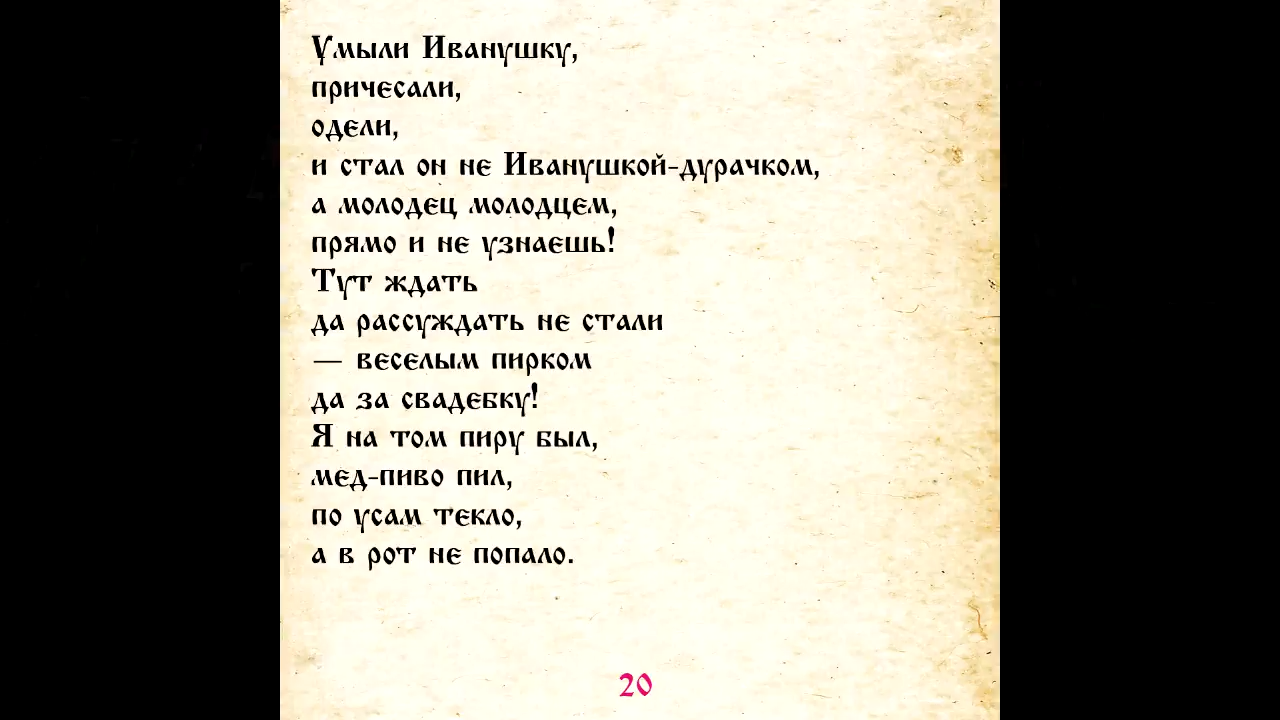 Умыли Иванушку,
причесали,
одели,
и стал он не Иванушкой-дурачком,
а молодец молодцем,
прямо и не узнаешь!
Тут ждать
да рассуждать не стали
— веселым пирком
да за свадебку!
Я на том пиру был,
мед-пиво пил,
по усам текло,
а в рот не попало.
20